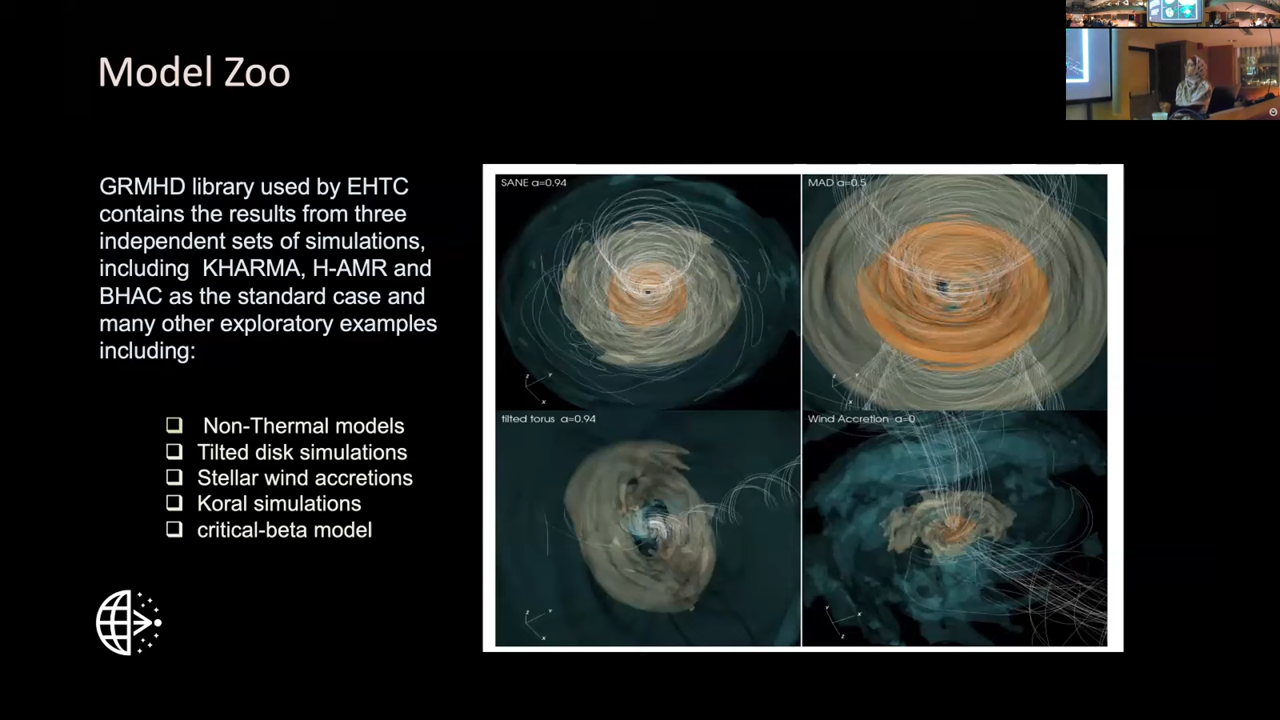 Model Zoo
GRMHD library used by EHTC
contains the results from three
independent sets of simulations,
including KHARMA, H-AMR and
BHAC as the standard case and
many other exploratory examples
including:
Non-Thermal models
Tilted disk simulations
Stellar wind accretions
Koral simulations
critical-beta model
SANE a=0.94
MAD a=0.5
tilted torus a=0.94
Wind Accretion a=0
z
y
x
z
y
x
z
y
x
y
x
z